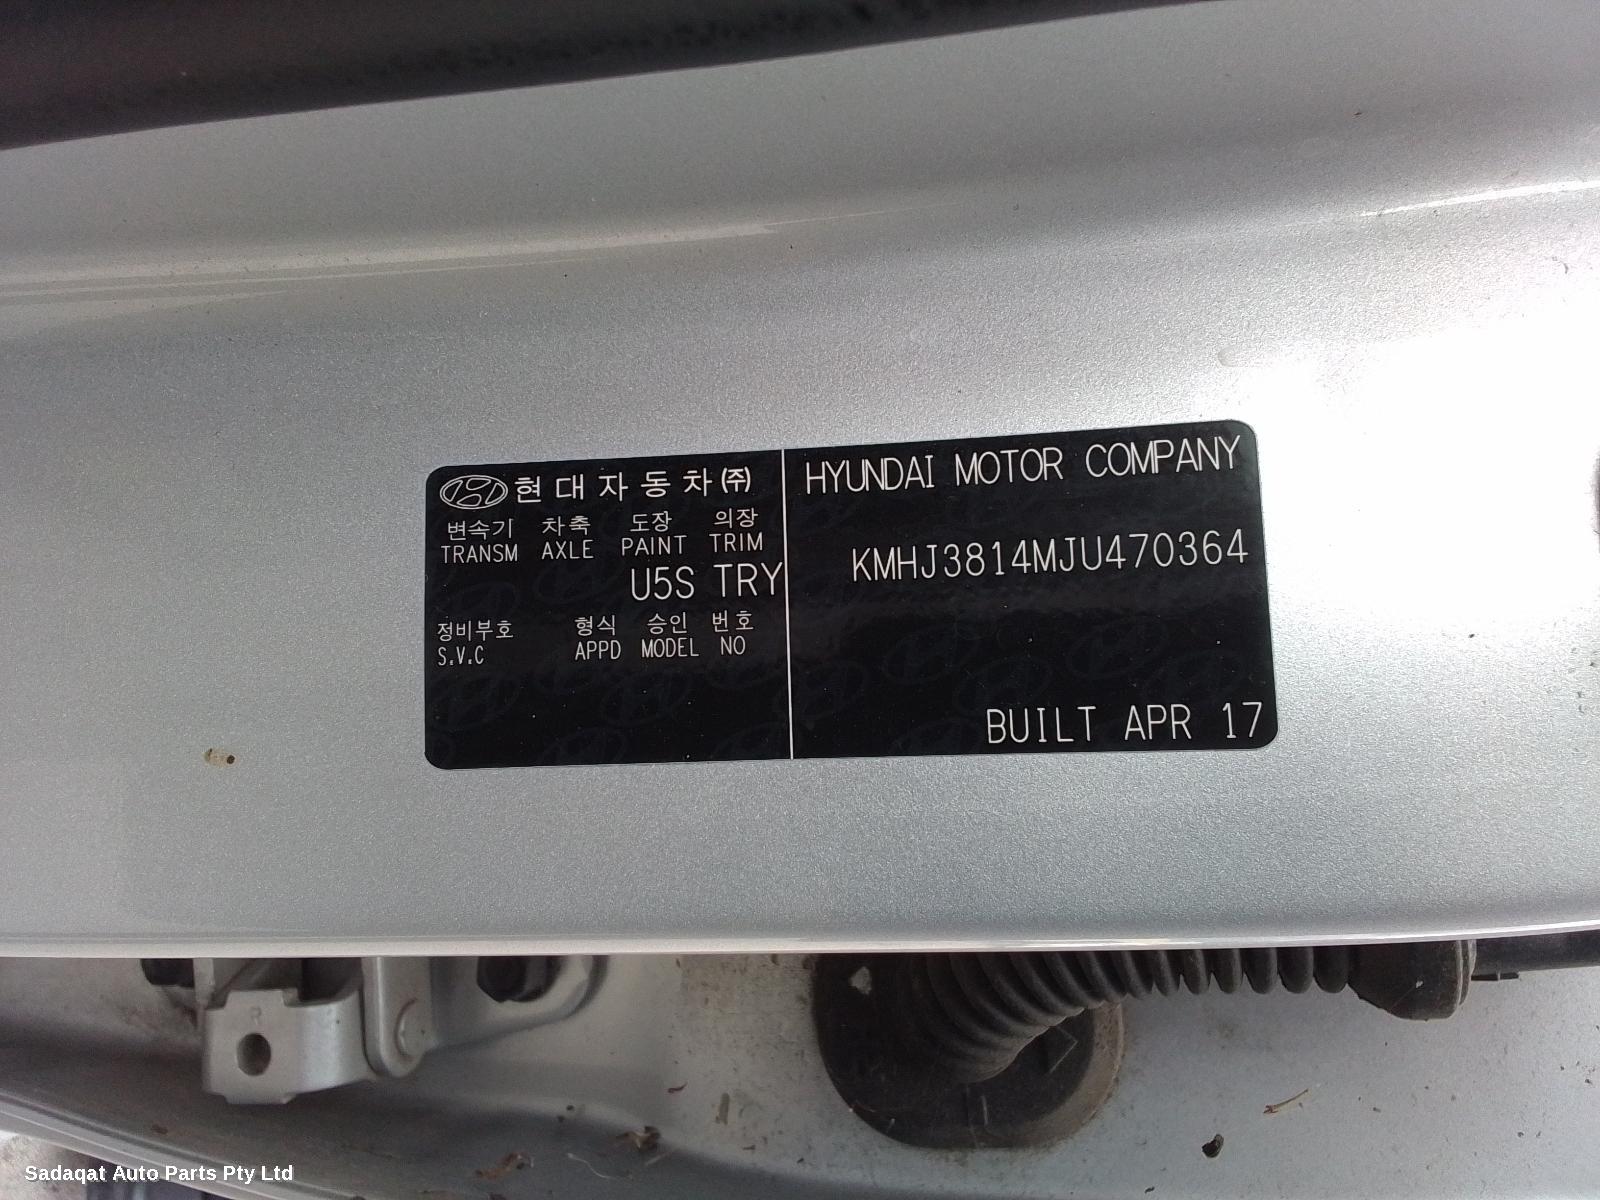 현대자동차(주)
변속기 차축 도장 의장
TRANSM AXLE PAINT TRIM
U5S TRY
정비부호 형식 승인 번호
S.V.C APPD MODEL NO
HYUNDAI MOTOR COMPANY
KMHJ3814MJU470364
BUILT APR 17
R
Sadaqat Auto Parts Pty Ltd